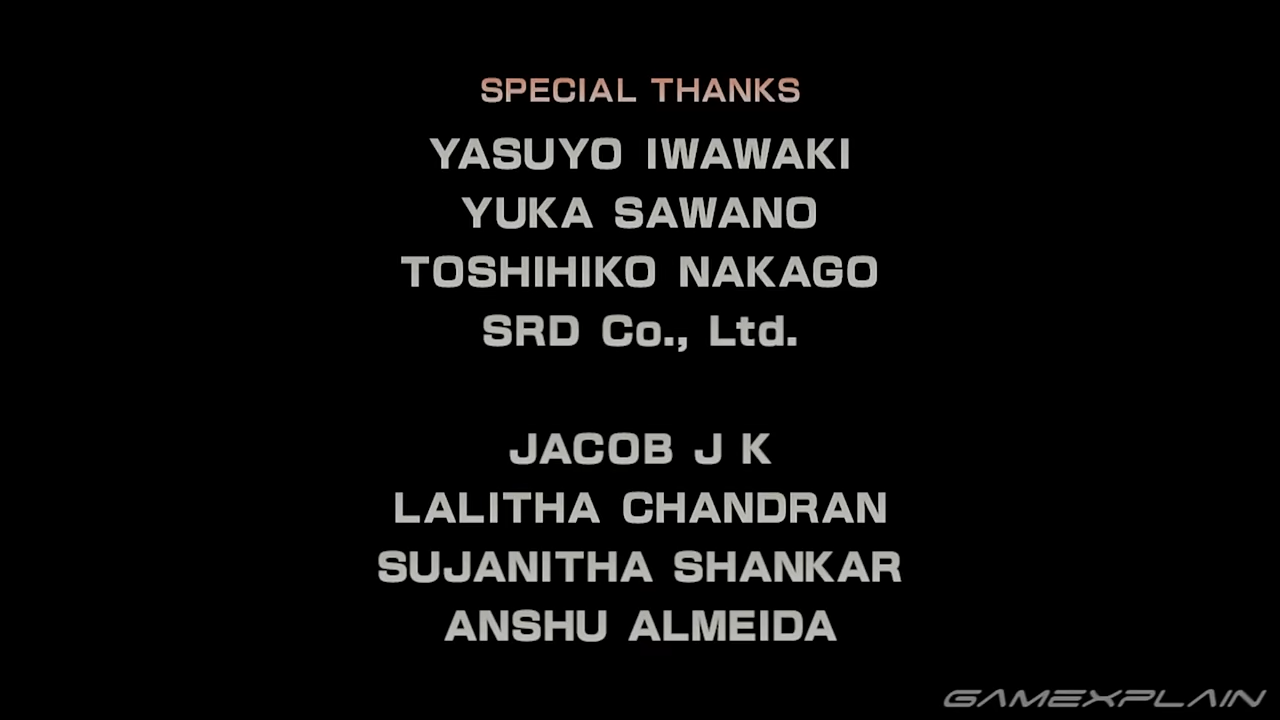 SPECIAL THANKS
YASUYO IWAWAKI
YUKA SAWANO
TOSHIHIKO NAKAGO
SRD Co., Ltd.
JACOB J K
LALITHA CHANDRAN
SUJANITHA SHANKAR
ANSHU ALMEIDA
GAMEXPLAIN